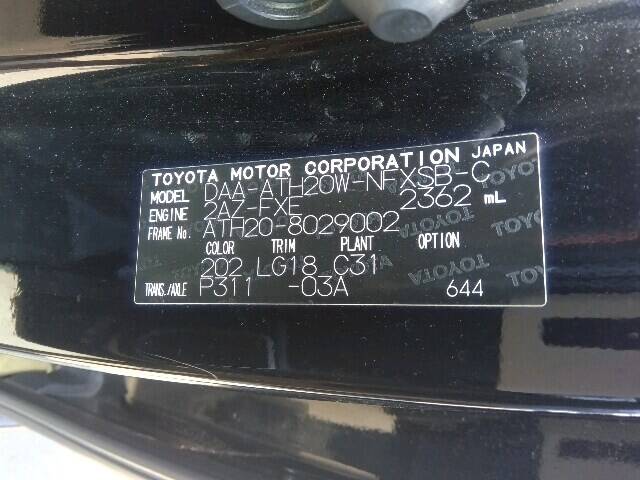 TOYOTA MOTOR CORPORATION JAPAN
MODEL DAA-ATH20W-NFXSB-C
ENGINE 2AZ-FXE 2362 mL
FRAME No. ATH20-8029002
COLOR TRIM PLANT OPTION
202 LG18 C31
TRANS./AXLE P311 -03A 644